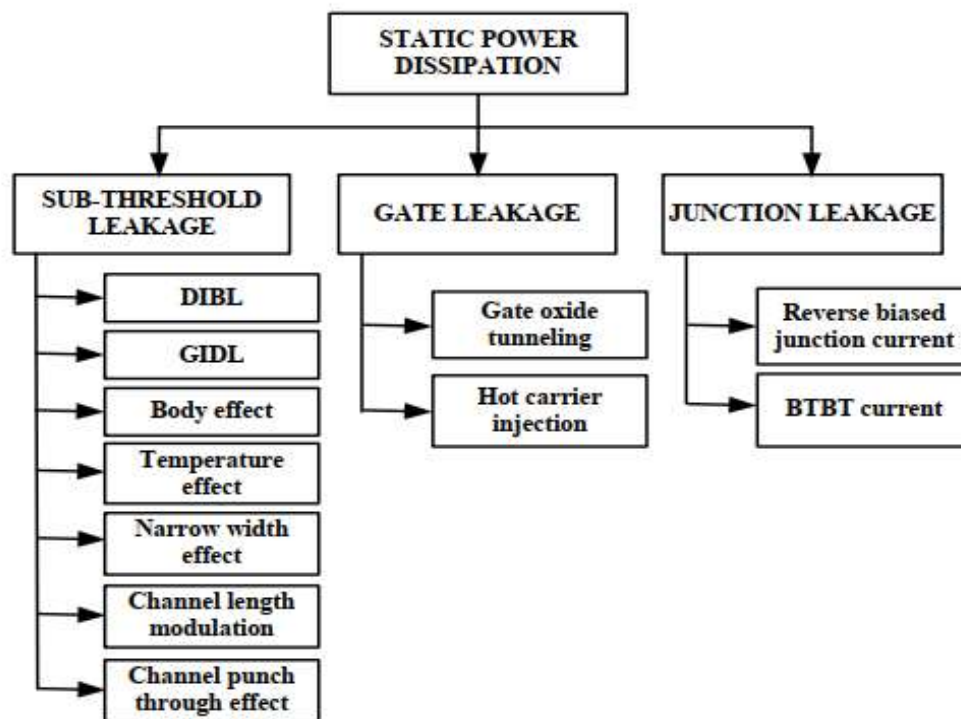 STATIC POWER
DISSIPATION
SUB-THRESHOLD
LEAKAGE
GATE LEAKAGE
JUNCTION LEAKAGE
DIBL
GIDL
Body effect
Temperature
effect
Narrow width
effect
Channel length
modulation
Channel punch
through effect
Gate oxide
tunneling
Hot carrier
injection
Reverse biased
junction current
BTBT current